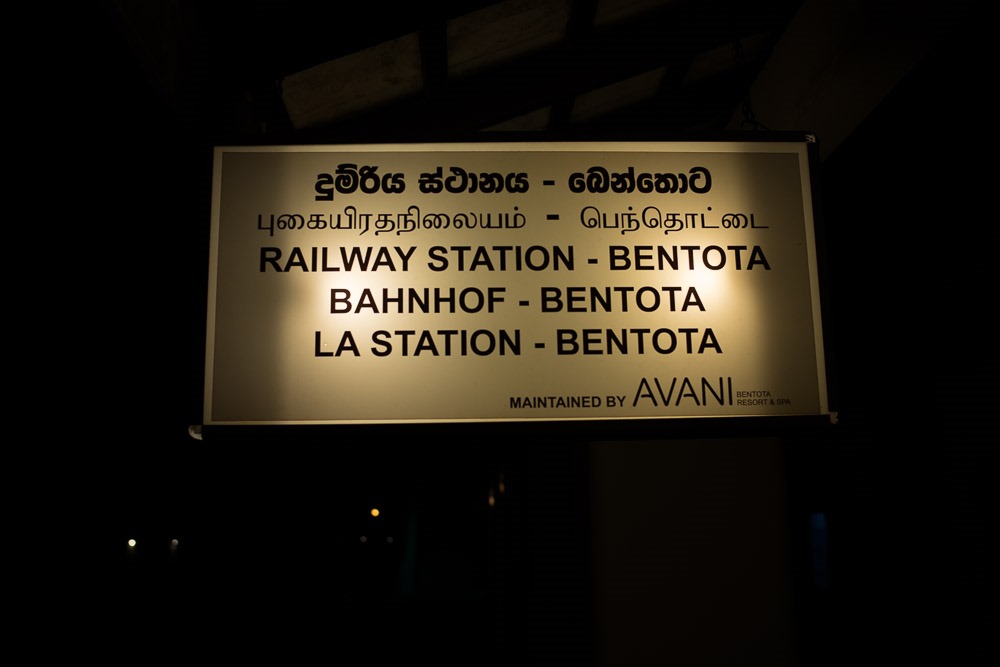 දුම්රිය ස්ථානය - බෙන්තොට
புகையிரதநிலையம் - பெந்தொட்டை
RAILWAY STATION - BENTOTA
BAHNHOF - BENTOTA
LA STATION - BENTOTA
MAINTAINED BY AVANI BENTOTA
RESORT & SPA